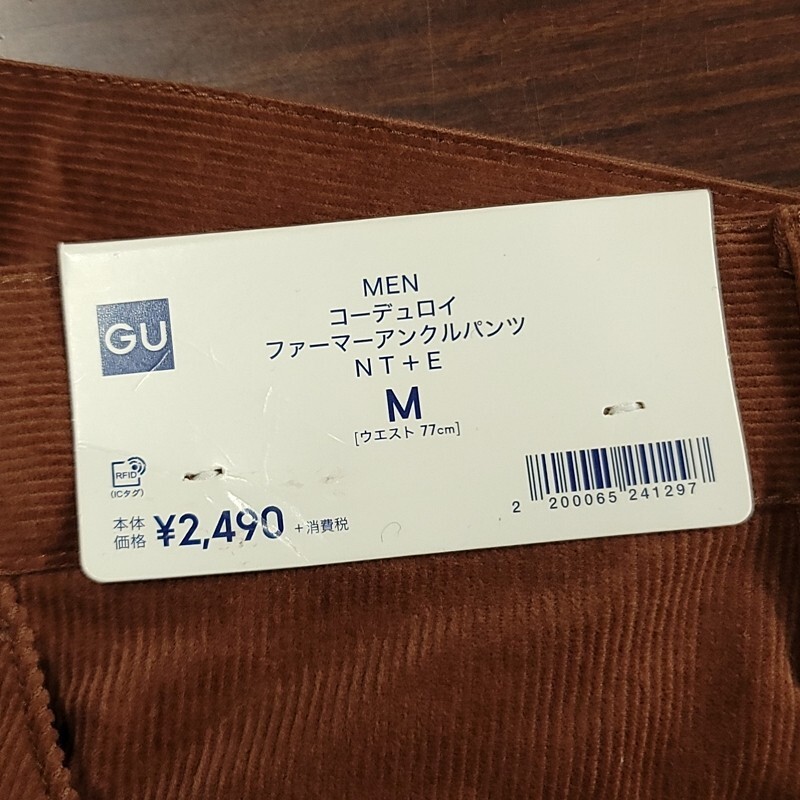 GU
MEN
コーデュロイ
ファーマーアンクルパンツ
NT+E
M
[ウエスト 77cm]
RFID
(ICタグ)
本体価格 ¥2,490 +消費税
2 200065 241297